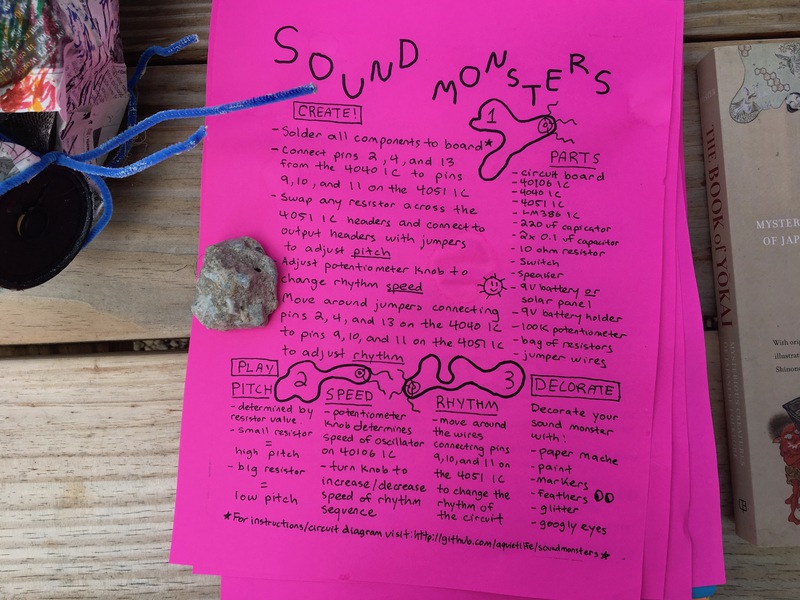 SOUND MONSTERS
CREATE!
- Solder all components to board*
- Connect pins 2, 4, and 13
from the 4040 IC to pins
9, 10, and 11 on the 4051 IC
- Swap any resistor across the
4051 IC headers and connect to
output headers with jumpers
to adjust pitch
Adjust potentiometer knob to
change rhythm speed
Move around jumpers connecting
pins 2, 4, and 13 on the 4040 IC
to pins 9, 10, and 11 on the 4051 IC
to adjust rhythm
1
PARTS
- circuit board
- 40106 IC
- 4040 IC
- 4051 IC
- LM386 IC
- 220 uf capicator
- 2x 0.1 uf capacitor
- 10 ohm resistor
- Switch
- Speaker
- 9V battery or
solar panel
- 9V battery holder
- 100K potentiometer
- bag of resistors
- jumper wires
PLAY
PITCH
- determined by
resistor value.
- small resistor
=
high pitch
- big resistor
=
low pitch
2
SPEED
- potentiometer
knob determines
speed of oscillator
on 40106 IC
- turn knob to
increase/decrease
speed of rhythm
sequence
3
RHYTHM
- move around
the wires
connecting pins
9, 10, and 11 on
the 4051 IC
to change the
rhythm of
the circuit
DECORATE
Decorate your
sound monster
with:
- paper mache
- paint
- markers
- feathers
- glitter
- googly eyes
*For instructions/circuit diagram visit: http://github.com/aquietlife/soundmonsters*
THE BOOK of YOKAI
MYSTER
OF JAP
With ori
illustrat
Shinon